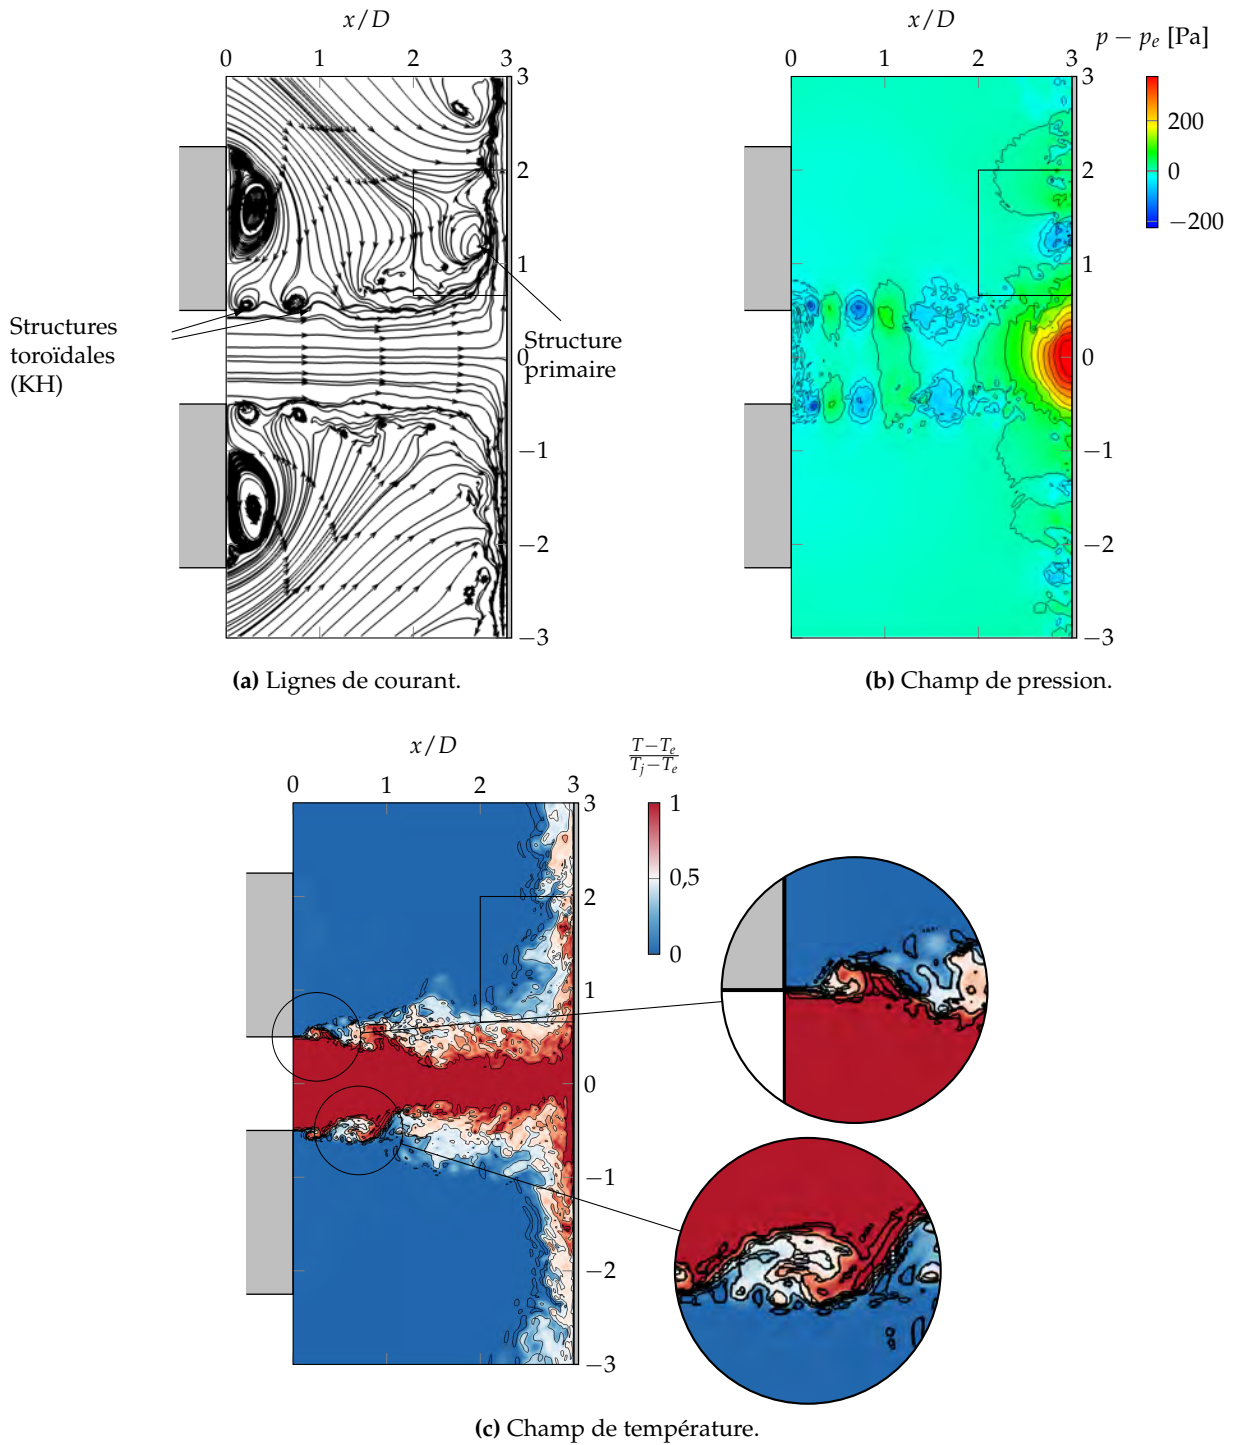 x/D
0 1 2 3
3
2
1
0
−1
−2
−3
Structures
toroïdales
(KH)
Structure
primaire
(a) Lignes de courant.
x/D
p − pₑ [Pa]
0 1 2 3
3
2
1
0
−1
−2
−3
200
0
−200
(b) Champ de pression.
x/D
T−Tₑ
Tⱼ−Tₑ
0 1 2 3
3
2
1
0
−1
−2
−3
1
0,5
0
(c) Champ de température.